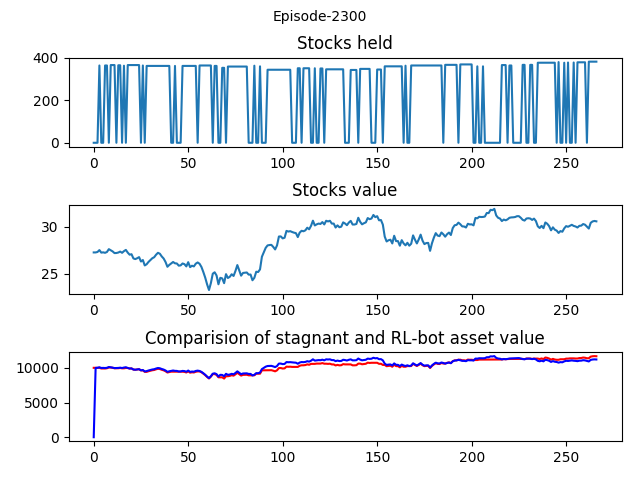 Episode-2300
Stocks held
400
200
0
0 50 100 150 200 250
Stocks value
30
25
0 50 100 150 200 250
Comparision of stagnant and RL-bot asset value
10000
5000
0
0 50 100 150 200 250